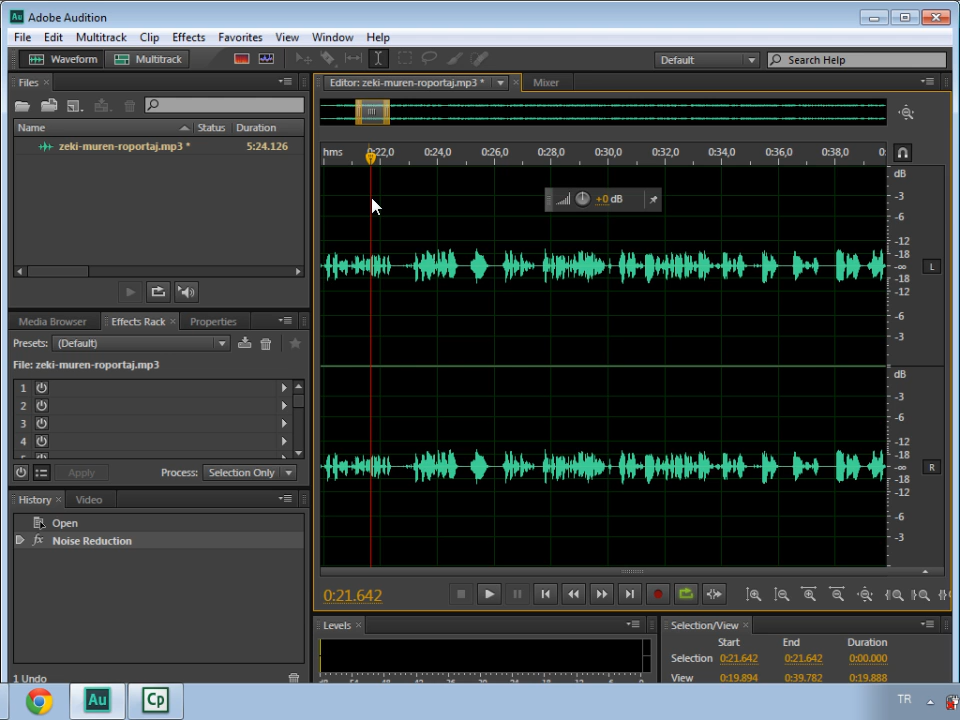 Au Adobe Audition
File Edit Multitrack Clip Effects Favorites View Window Help
Waveform Multitrack Default Search Help
Files Editor: zeki-muren-roportaj.mp3 * Mixer
Name Status Duration
zeki-muren-roportaj.mp3 * 5:24.126
hms 0:22,0 0:24,0 0:26,0 0:28,0 0:30,0 0:32,0 0:34,0 0:36,0 0:38,0
+0 dB
dB
-3
-6
-12
-18
-∞
-18
-12
-6
-3
L
dB
-3
-6
-12
-18
-∞
-18
-12
-6
-3
R
Media Browser Effects Rack Properties
Presets: (Default)
File: zeki-muren-roportaj.mp3
1
2
3
4
Apply Process: Selection Only
History Video
Open
fx Noise Reduction
1 Undo
0:21.642
Levels
Selection/View
Start End Duration
Selection 0:21.642 0:21.642 0:00.000
View 0:19.894 0:39.782 0:19.888
Au Cp TR